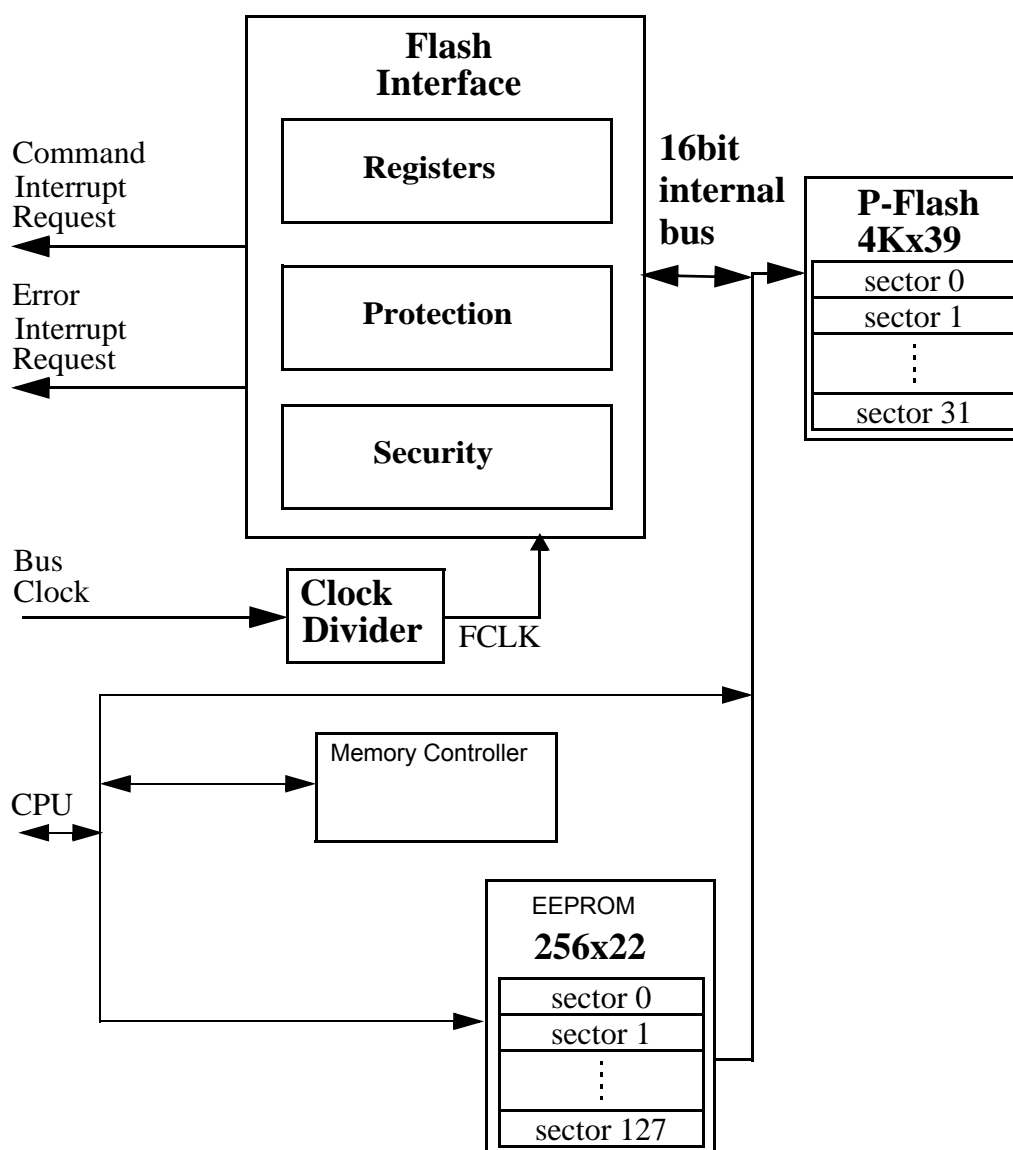 Flash
Interface
Registers
Protection
Security
Command
Interrupt
Request
Error
Interrupt
Request
16bit
internal
bus
P-Flash
4Kx39
sector 0
sector 1
sector 31
Bus
Clock
Clock
Divider
FCLK
Memory Controller
CPU
EEPROM
256x22
sector 0
sector 1
sector 127